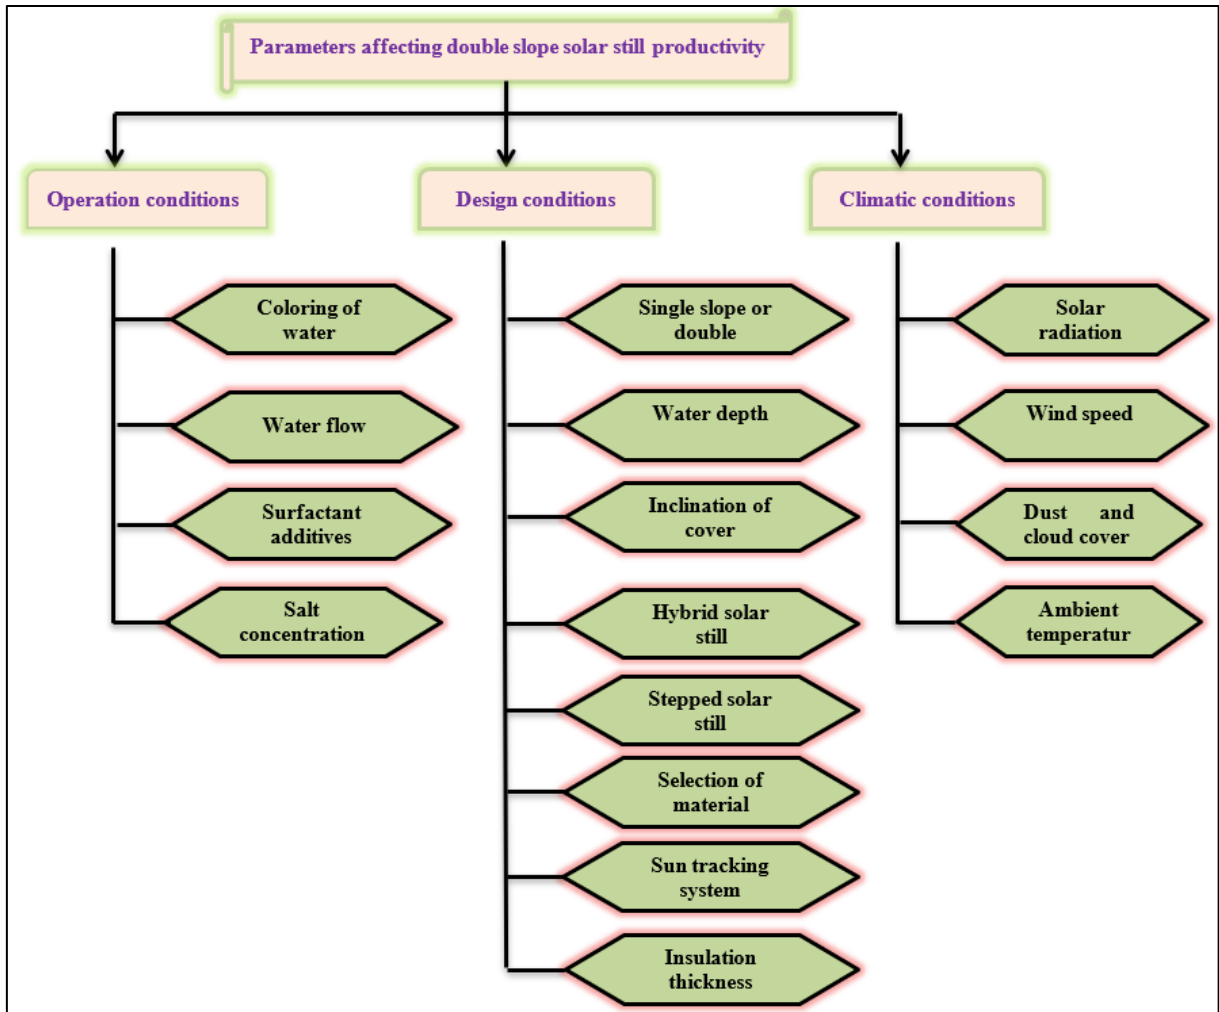 Parameters affecting double slope solar still productivity
Operation conditions
Design conditions
Climatic conditions
Coloring of
water
Water flow
Surfactant
additives
Salt
concentration
Single slope or
double
Water depth
Inclination of
cover
Hybrid solar
still
Stepped solar
still
Selection of
material
Sun tracking
system
Insulation
thickness
Solar
radiation
Wind speed
Dust and
cloud cover
Ambient
temperatur